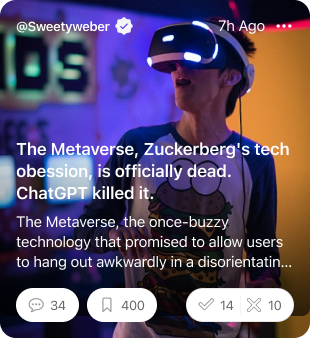 @Sweetyweber
7h Ago
The Metaverse, Zuckerberg's tech
obession, is officially dead.
ChatGPT killed it.
The Metaverse, the once-buzzy
technology that promised to allow users
to hang out awkwardly in a disorientatin...
34
400
14
10